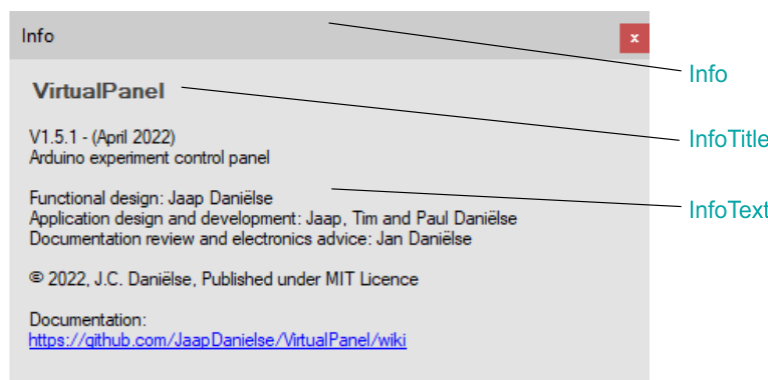 Info
x
Info
VirtualPanel
InfoTitle
V1.5.1 - (April 2022)
Arduino experiment control panel
Functional design: Jaap Daniëlse
InfoText
Application design and development: Jaap, Tim and Paul Daniëlse
Documentation review and electronics advice: Jan Daniëlse
© 2022, J.C. Daniëlse, Published under MIT Licence
Documentation:
https://github.com/JaapDanielse/VirtualPanel/wiki